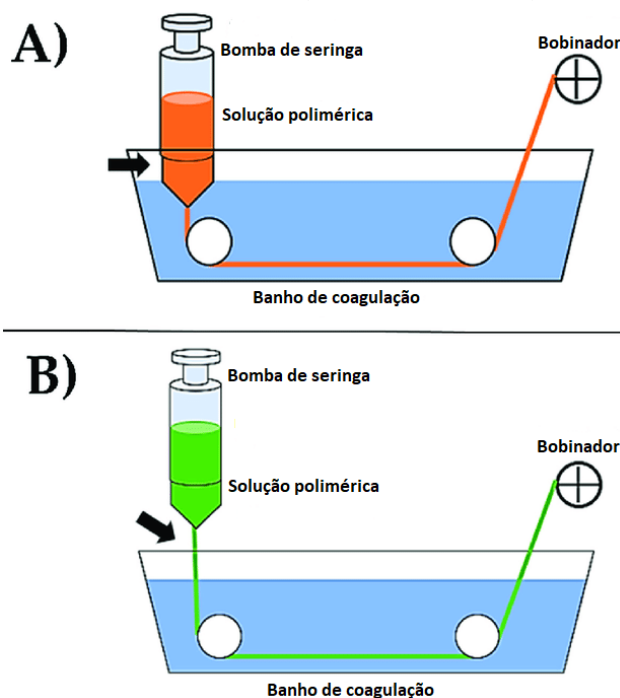 A)
Bomba de seringa
Bobinador
Solução polimérica
Banho de coagulação
B)
Bomba de seringa
Bobinador
Solução polimérica
Banho de coagulação